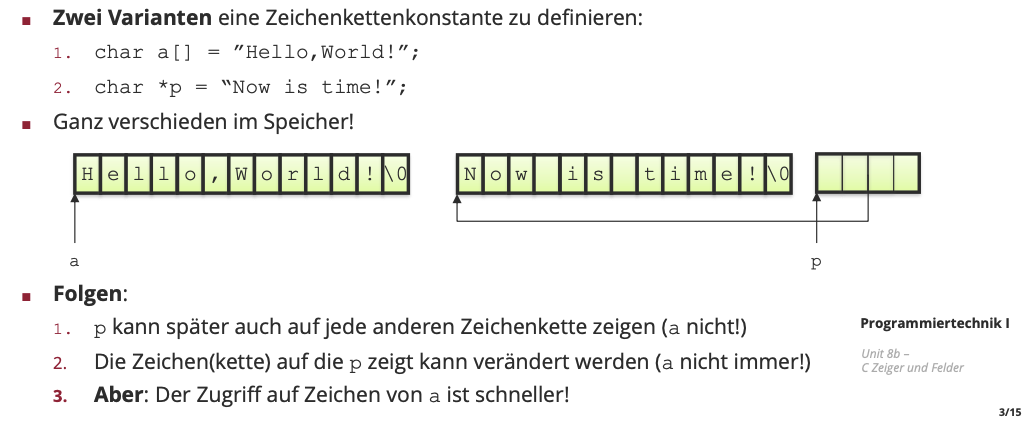 ▪ Zwei Varianten eine Zeichenkettenkonstante zu definieren:
1. char a[] = ”Hello,World!”;
2. char *p = “Now is time!”;
▪ Ganz verschieden im Speicher!
H e l l o , W o r l d ! \0 N o w i s t i m e ! \0
a p
▪ Folgen:
1. p kann später auch auf jede anderen Zeichenkette zeigen (a nicht!)
2. Die Zeichen(kette) auf die p zeigt kann verändert werden (a nicht immer!)
3. Aber: Der Zugriff auf Zeichen von a ist schneller!
Programmiertechnik I
Unit 8b –
C Zeiger und Felder
3/15